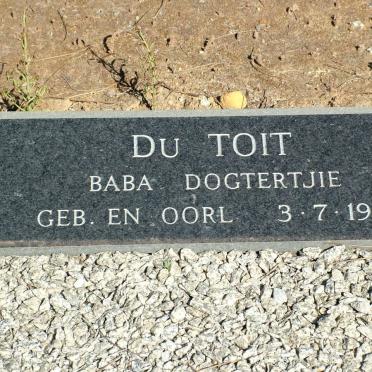 DU TOIT
BABA DOGTERTJIE
GEB. EN OORL 3·7·19